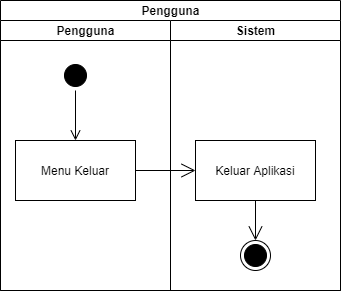 Pengguna
Pengguna
Sistem
Menu Keluar
Keluar Aplikasi